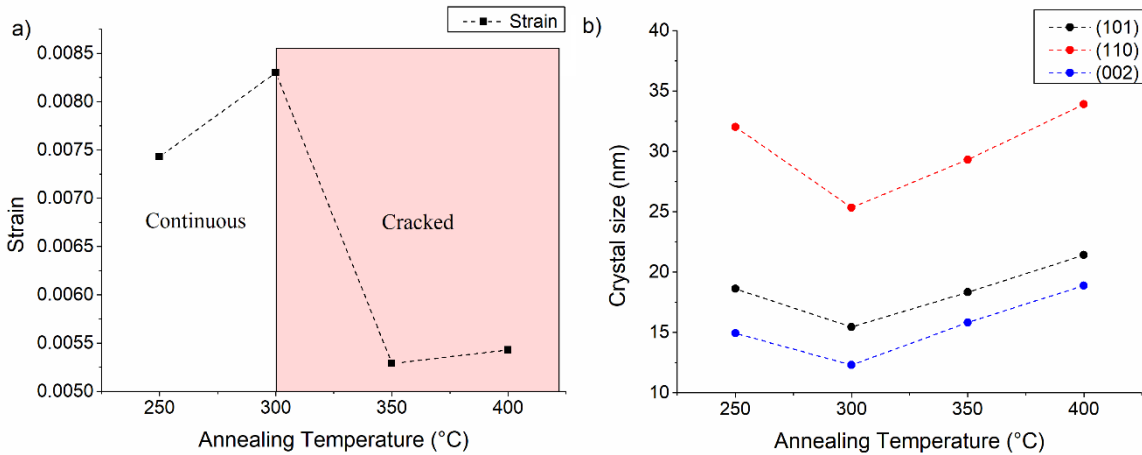 a)
Strain
0.0085
0.0080
0.0075
0.0070
0.0065
0.0060
0.0055
0.0050
Strain
Continuous
Cracked
250 300 350 400
Annealing Temperature (°C)
b)
(101)
(110)
(002)
40
35
30
25
20
15
10
Crystal size (nm)
250 300 350 400
Annealing Temperature (°C)